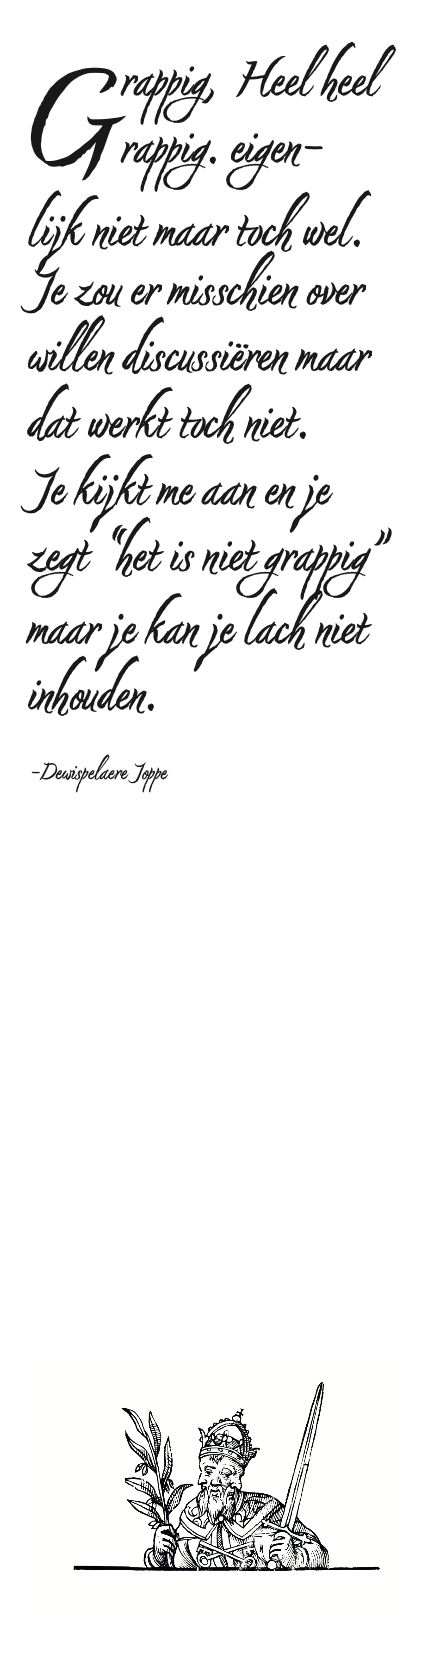 Grappig, Heel heel
rappig. eigen-
lijk niet maar toch wel.
Je zou er misschien over
willen discussiëren maar
dat werkt toch niet.
Je kijkt me aan en je
zegt "het is niet grappig"
maar je kan je lach niet
inhouden.
-Dewispelaere Joppe